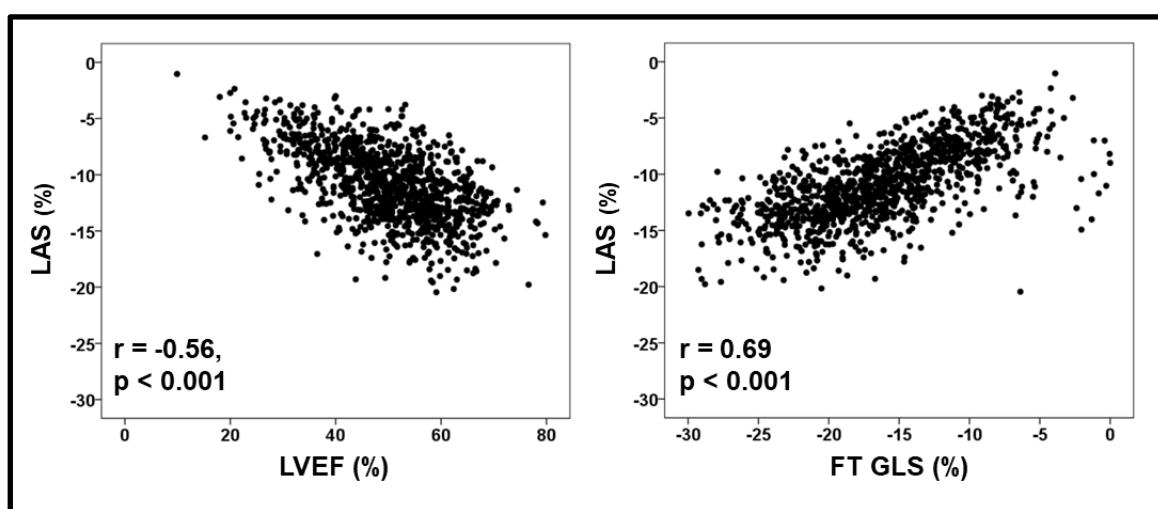 0
-5
-10
-15
-20
-25
-30
LAS (%)
r = -0.56,
p < 0.001
0 20 40 60 80
LVEF (%)
0
-5
-10
-15
-20
-25
-30
LAS (%)
r = 0.69
p < 0.001
-30 -25 -20 -15 -10 -5 0
FT GLS (%)